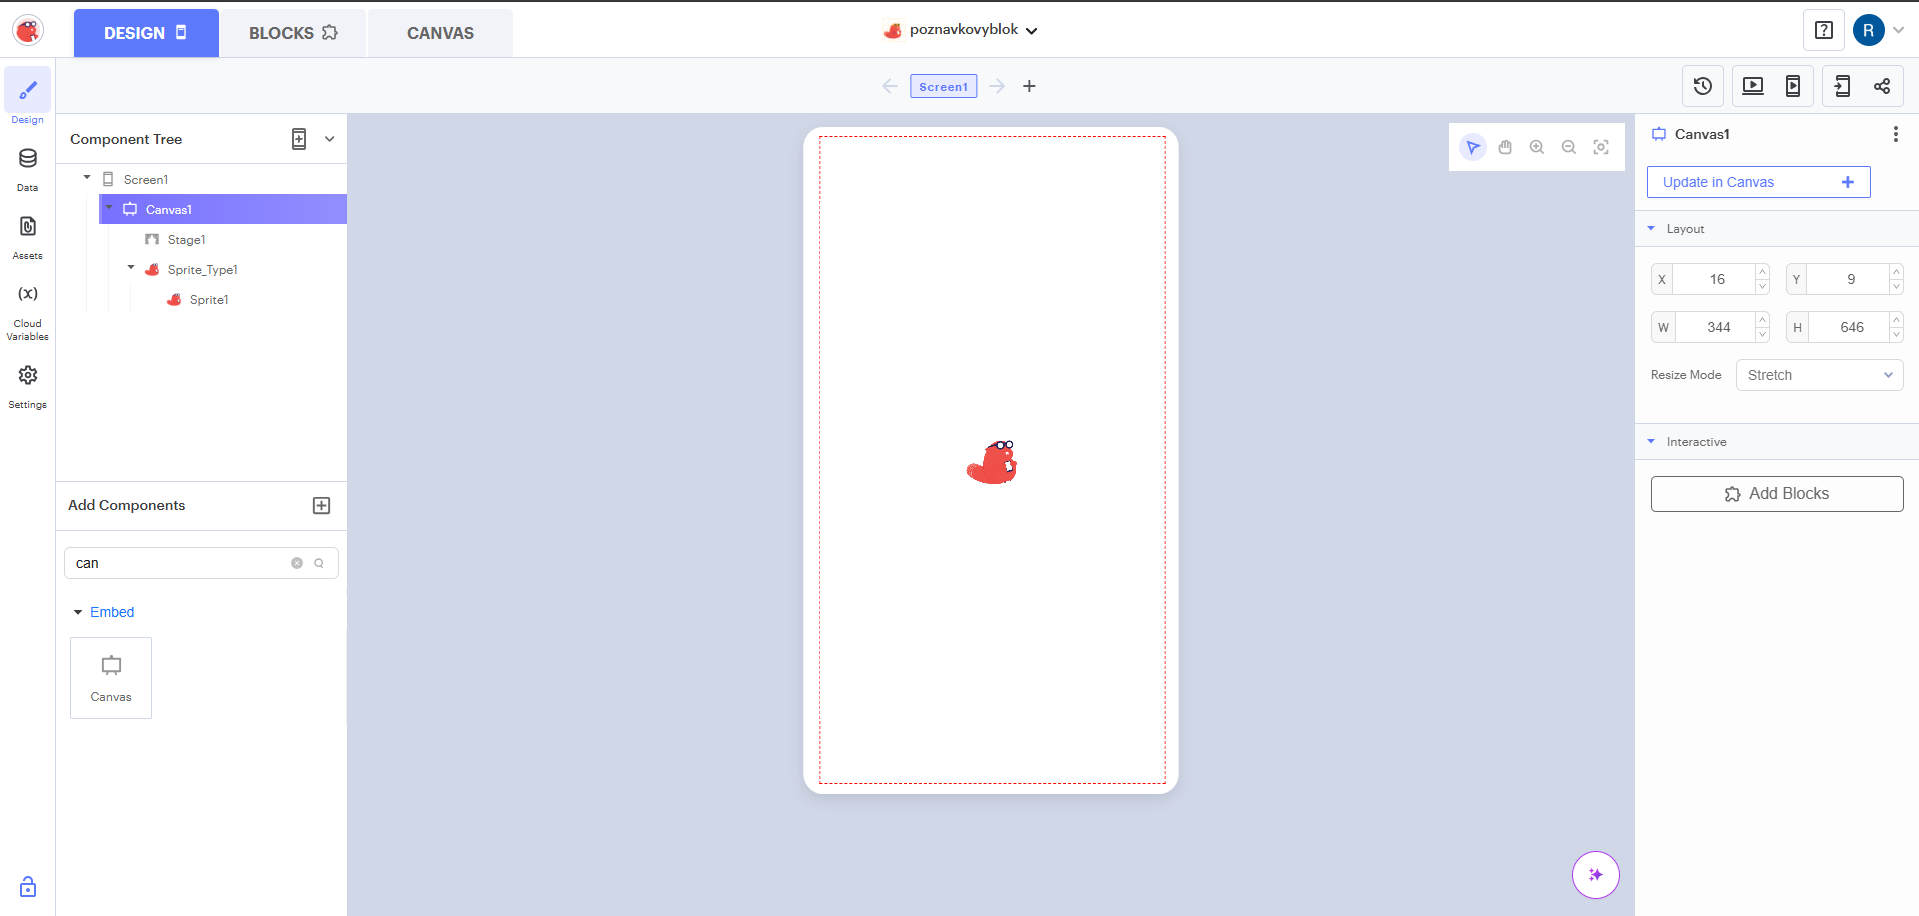 DESIGN
BLOCKS
CANVAS
poznavkovyblok
R
Screen1
Design
Data
Assets
(x)
Cloud
Variables
Settings
Component Tree
Screen1
Canvas1
Stage1
Sprite_Type1
Sprite1
Add Components
can
Embed
Canvas
Canvas1
Update in Canvas
Layout
X 16 Y 9
W 344 H 646
Resize Mode Stretch
Interactive
Add Blocks